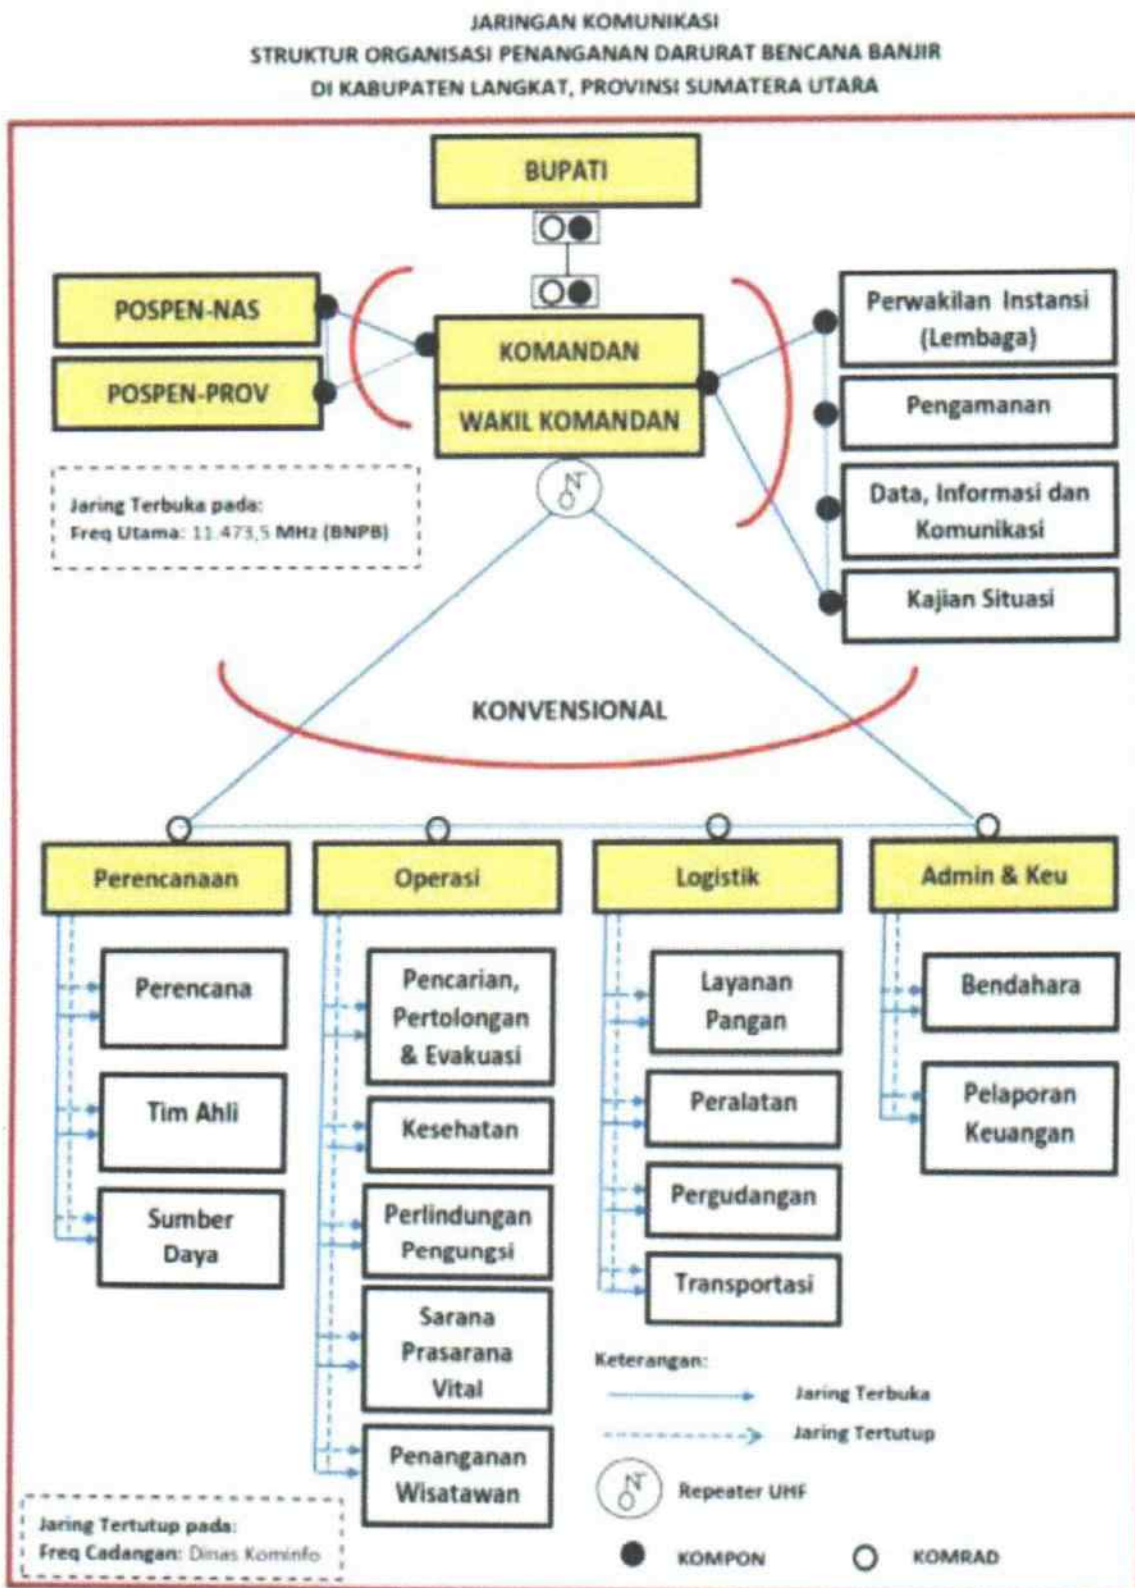 JARINGAN KOMUNIKASI
STRUKTUR ORGANISASI PENANGANAN DARURAT BENCANA BANJIR
DI KABUPATEN LANGKAT, PROVINSI SUMATERA UTARA
BUPATI
POSPEN-NAS
POSPEN-PROV
KOMANDAN
WAKIL KOMANDAN
Perwakilan Instansi
(Lembaga)
Pengamanan
Data, Informasi dan
Komunikasi
Kajian Situasi
Jaring Terbuka pada:
Freq Utama: 11.473,5 MHz (BNPB)
KONVENSIONAL
Perencanaan
Perencana
Tim Ahli
Sumber
Daya
Operasi
Pencarian,
Pertolongan
& Evakuasi
Kesehatan
Perlindungan
Pengungsi
Sarana
Prasarana
Vital
Penanganan
Wisatawan
Logistik
Layanan
Pangan
Peralatan
Pergudangan
Transportasi
Admin & Keu
Bendahara
Pelaporan
Keuangan
Keterangan:
Jaring Terbuka
Jaring Tertutup
Repeater UHF
KOMPON
KOMRAD
Jaring Tertutup pada:
Freq Cadangan: Dinas Kominfo